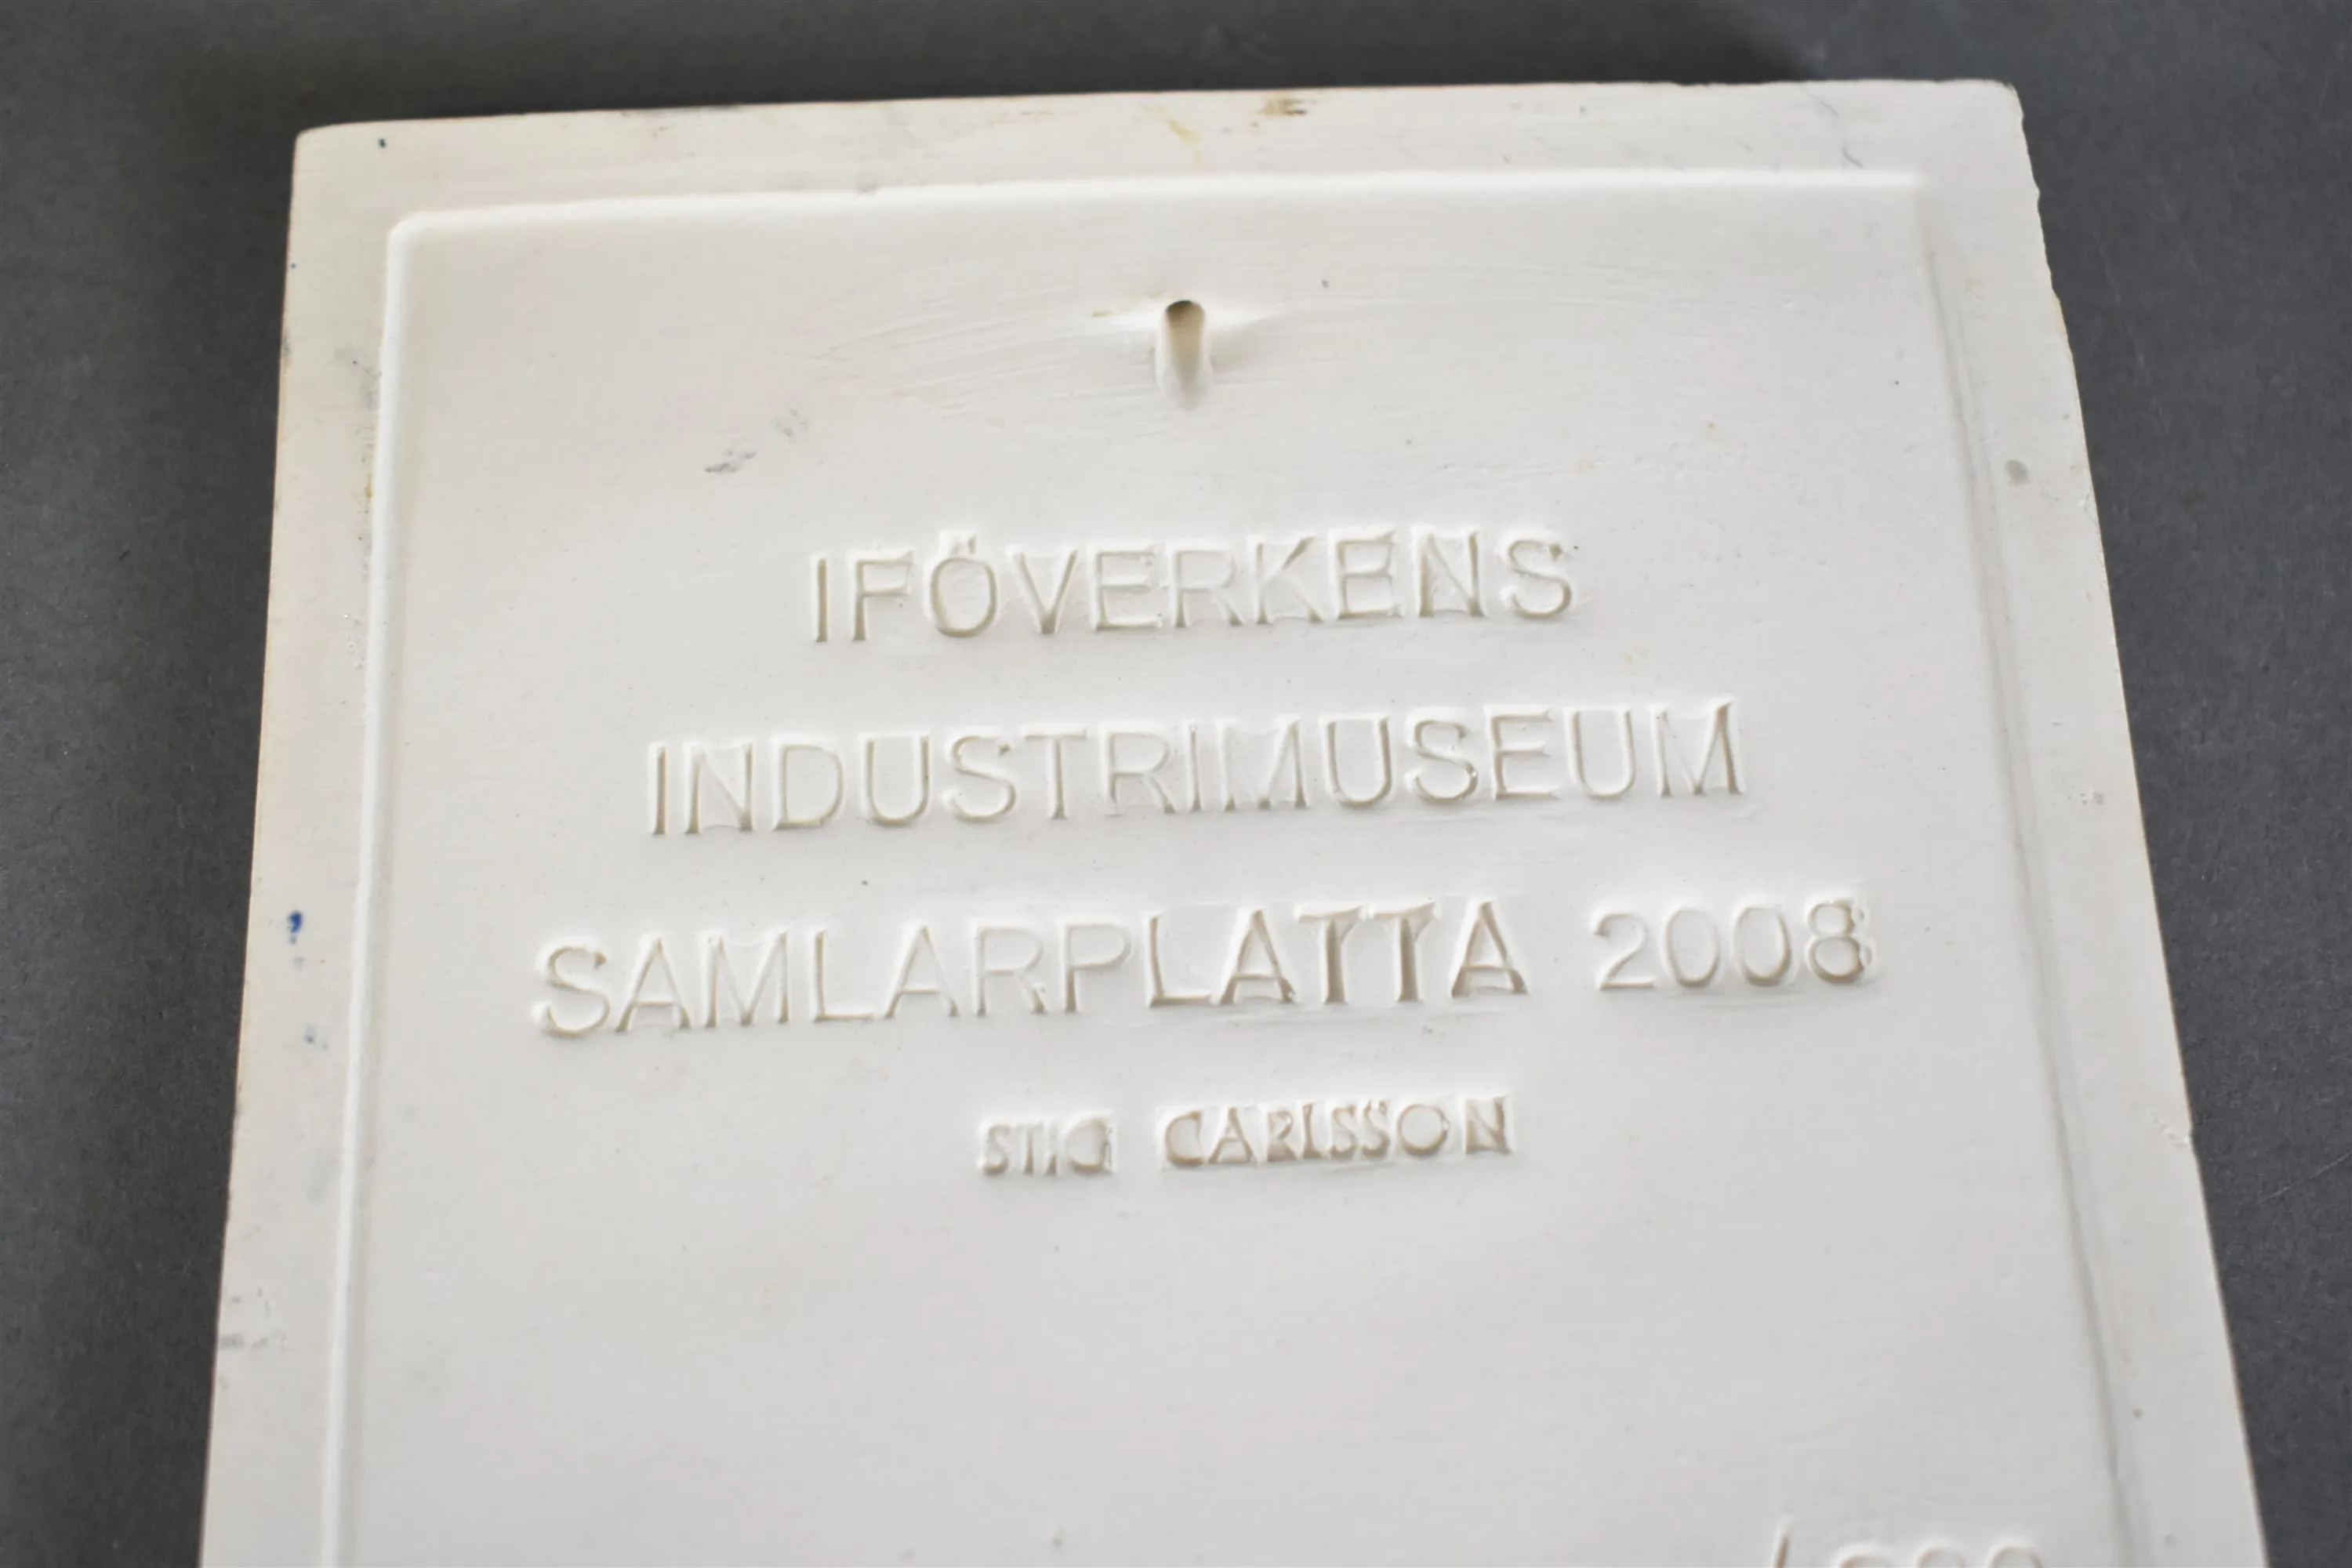 IFÖVERKENS
INDUSTRIMUSEUM
SAMLARPLATTA 2008
STIG CARLSSON